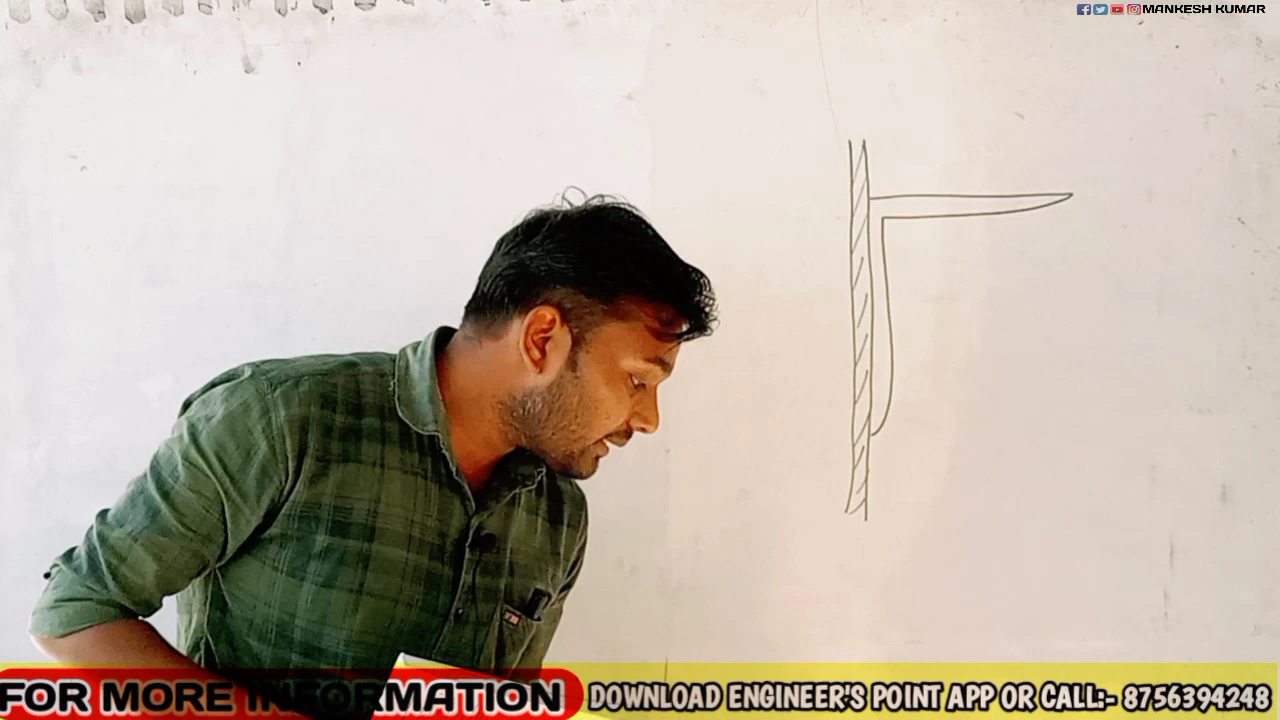 MANKESH KUMAR
FOR MORE INFORMATION
DOWNLOAD ENGINEER'S POINT APP OR CALL:- 8756394248